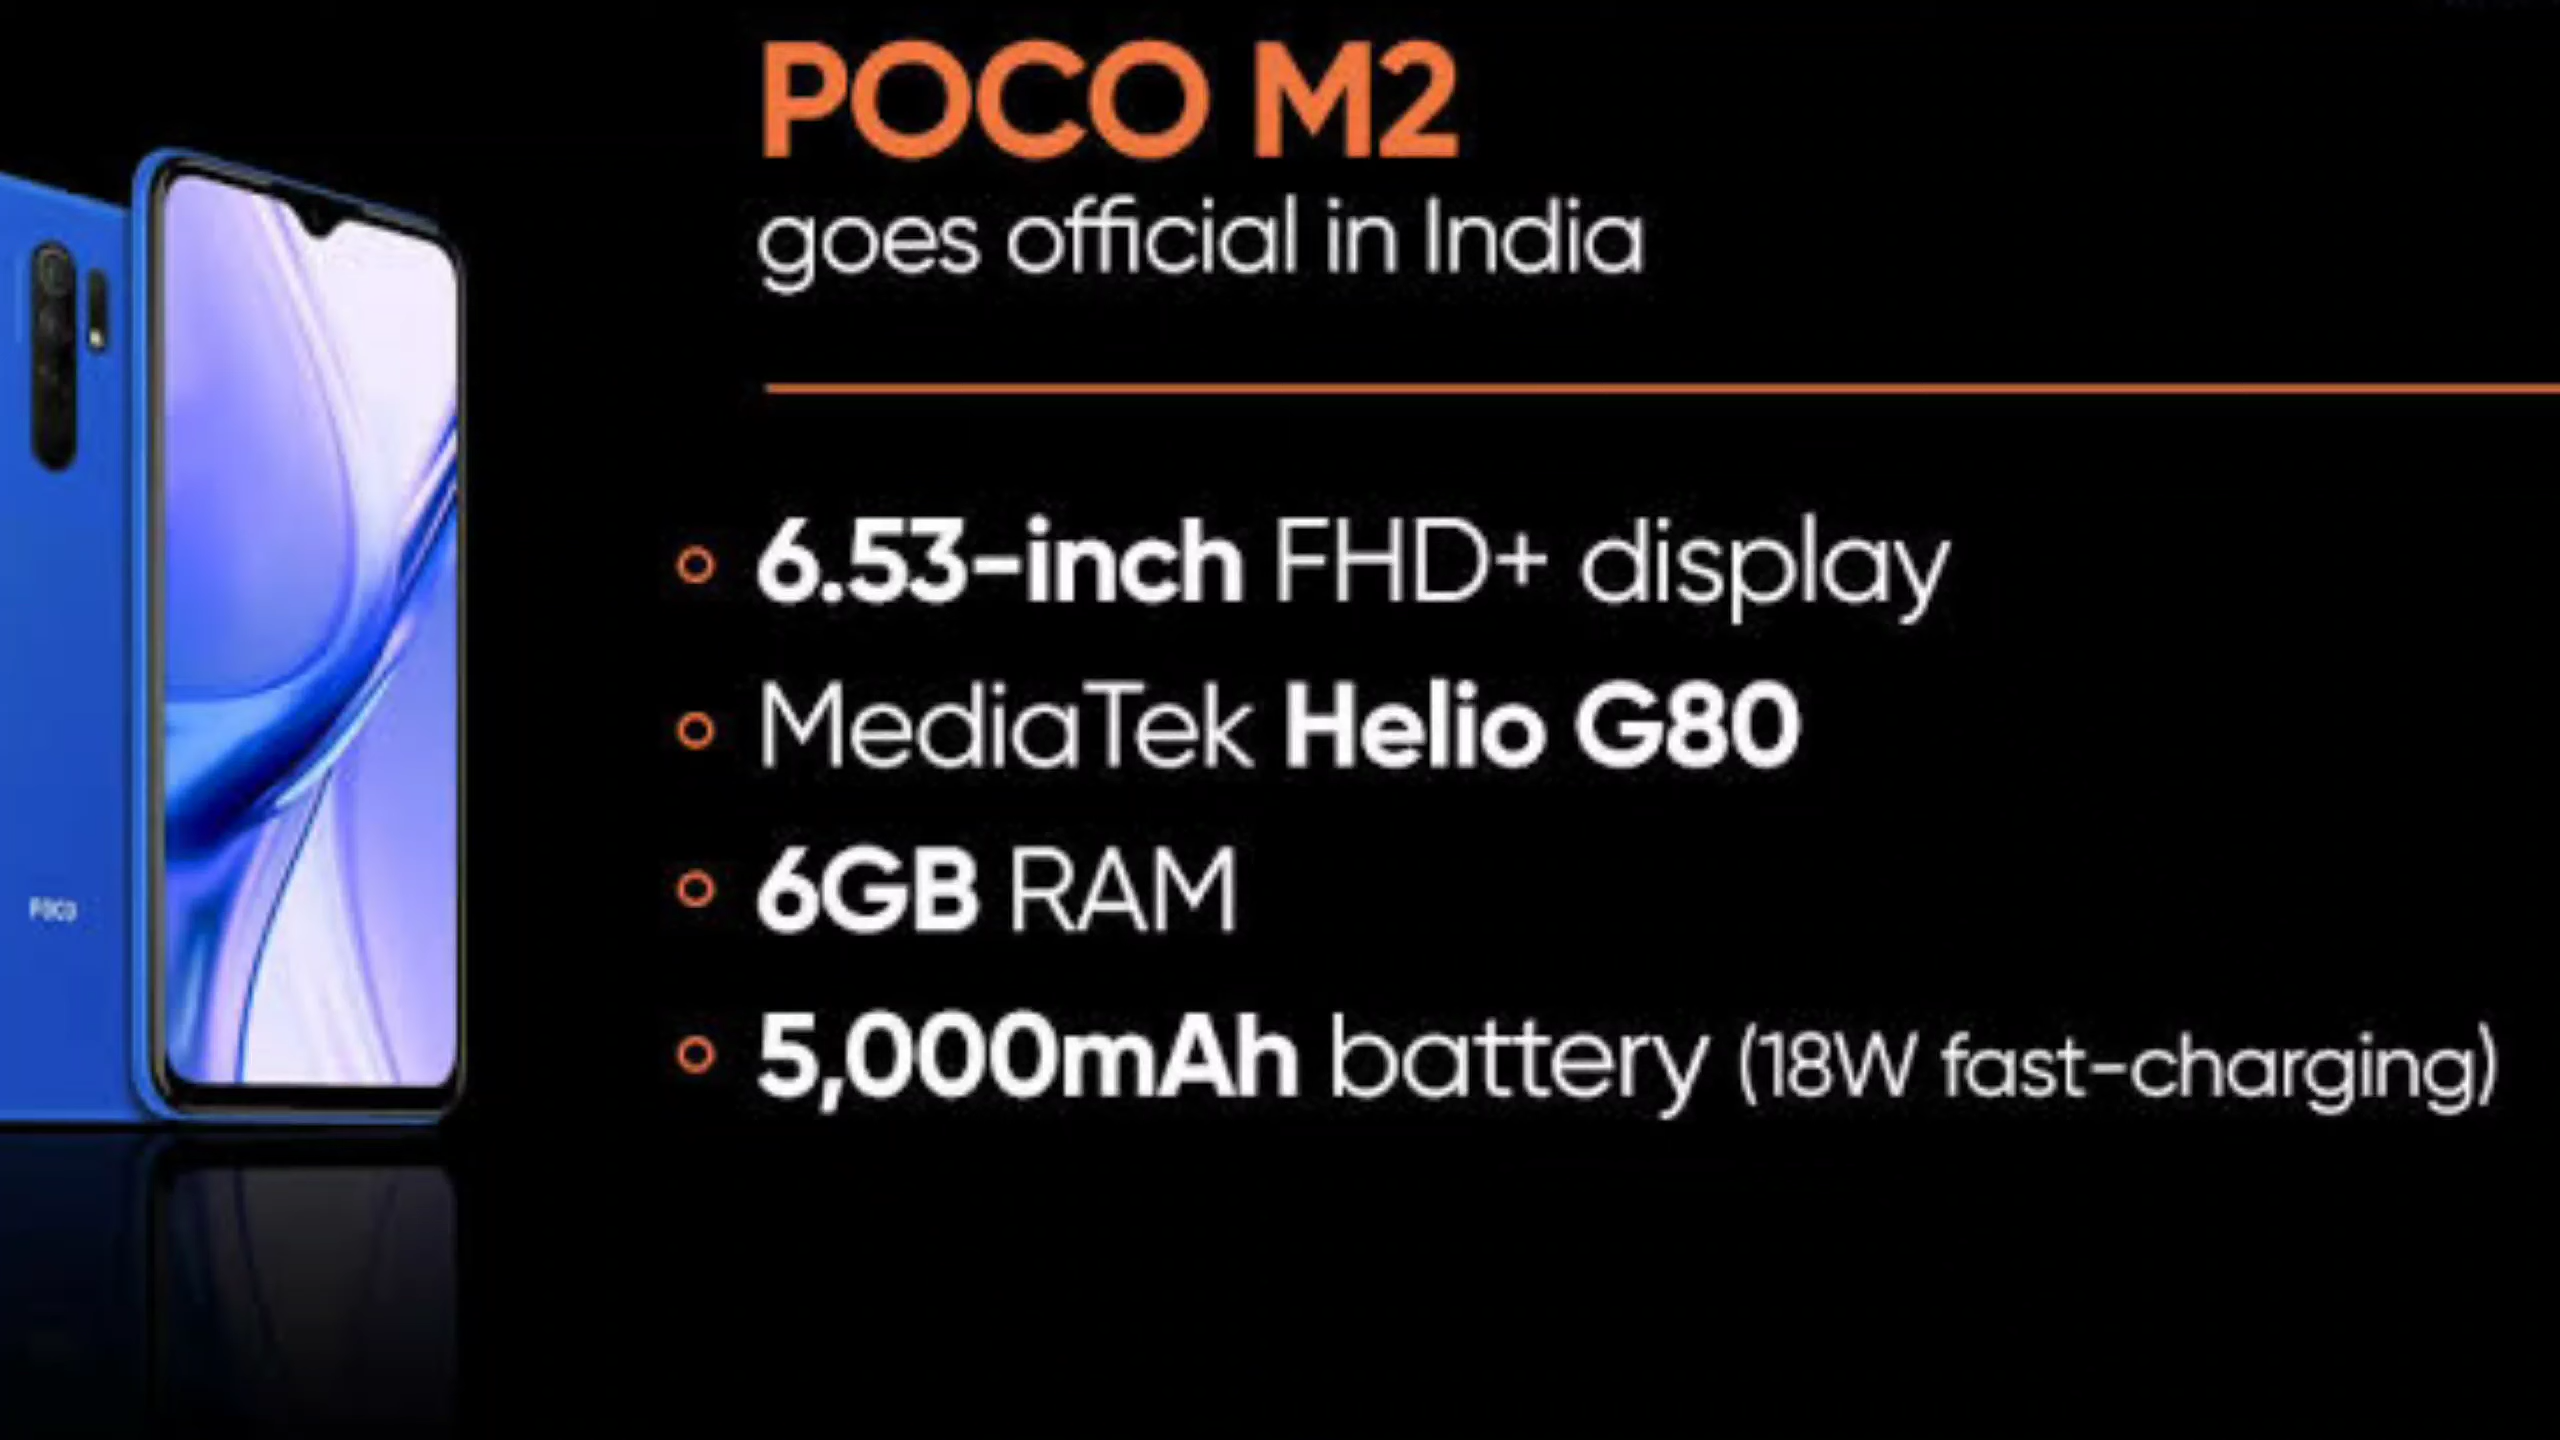 POCO M2
goes official in India
6.53-inch FHD+ display
MediaTek Helio G80
6GB RAM
5,000mAh battery (18W fast-charging)
POCO